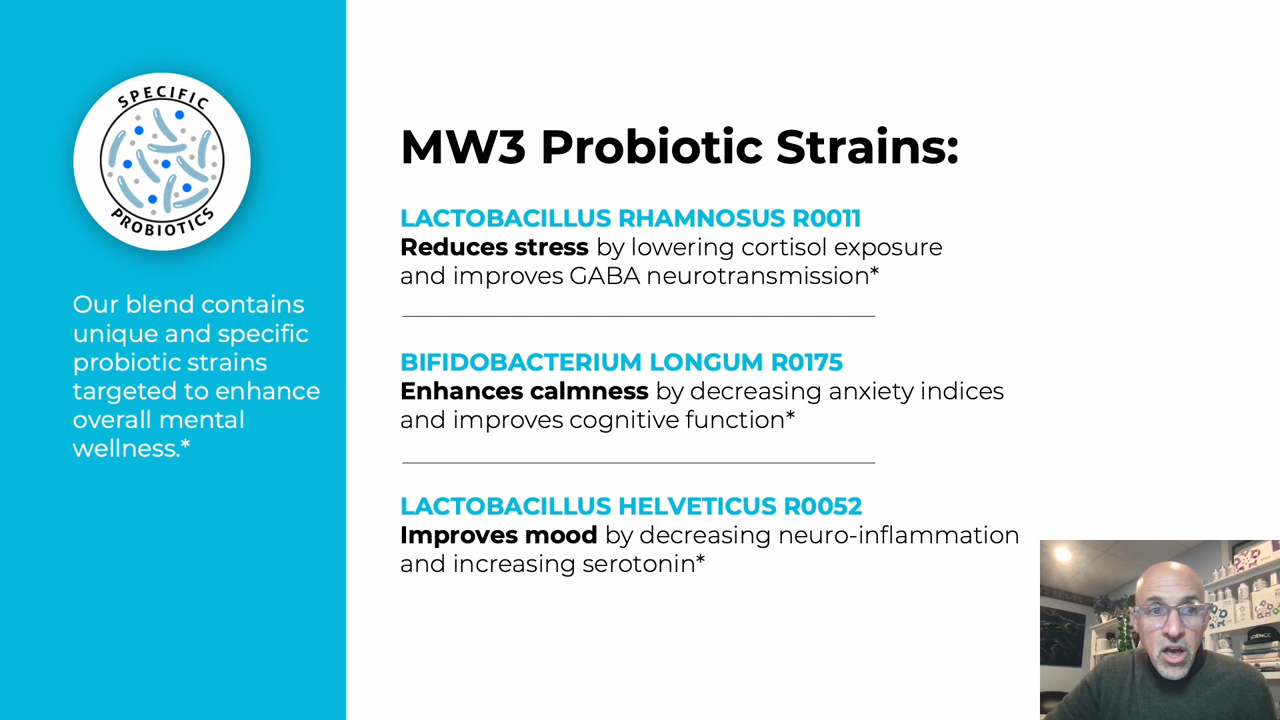 SPECIFIC
PROBIOTICS
Our blend contains
unique and specific
probiotic strains
targeted to enhance
overall mental
wellness.*
MW3 Probiotic Strains:
LACTOBACILLUS RHAMNOSUS R0011
Reduces stress by lowering cortisol exposure
and improves GABA neurotransmission*
BIFIDOBACTERIUM LONGUM R0175
Enhances calmness by decreasing anxiety indices
and improves cognitive function*
LACTOBACILLUS HELVETICUS R0052
Improves mood by decreasing neuro-inflammation
and increasing serotonin*
SCIENCE